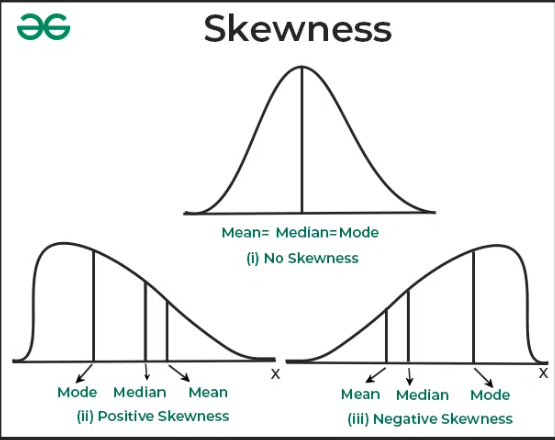 Skewness
Mean= Median=Mode
(i) No Skewness
X
X
Mode Median Mean
Mean Median Mode
(ii) Positive Skewness
(iii) Negative Skewness